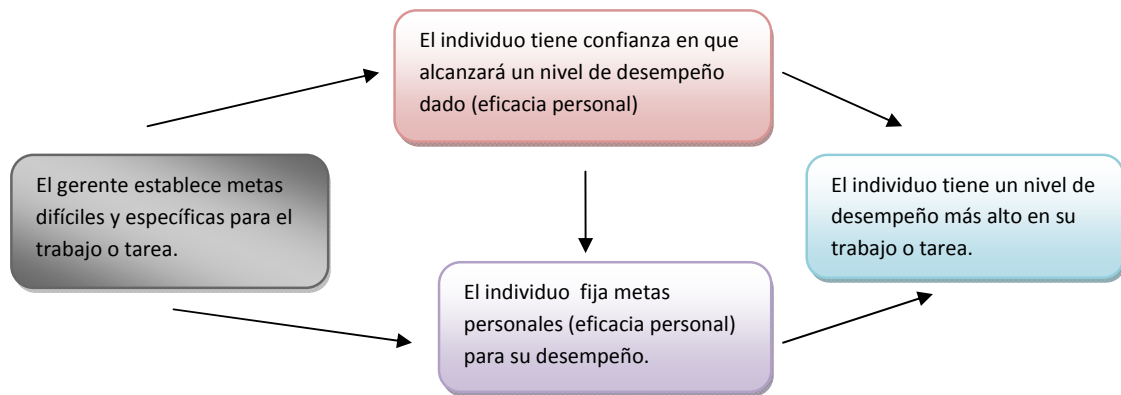 El individuo tiene confianza en que
alcanzará un nivel de desempeño
dado (eficacia personal)
El gerente establece metas
difíciles y específicas para el
trabajo o tarea.
El individuo tiene un nivel de
desempeño más alto en su
trabajo o tarea.
El individuo  fija metas
personales (eficacia personal)
para su desempeño.